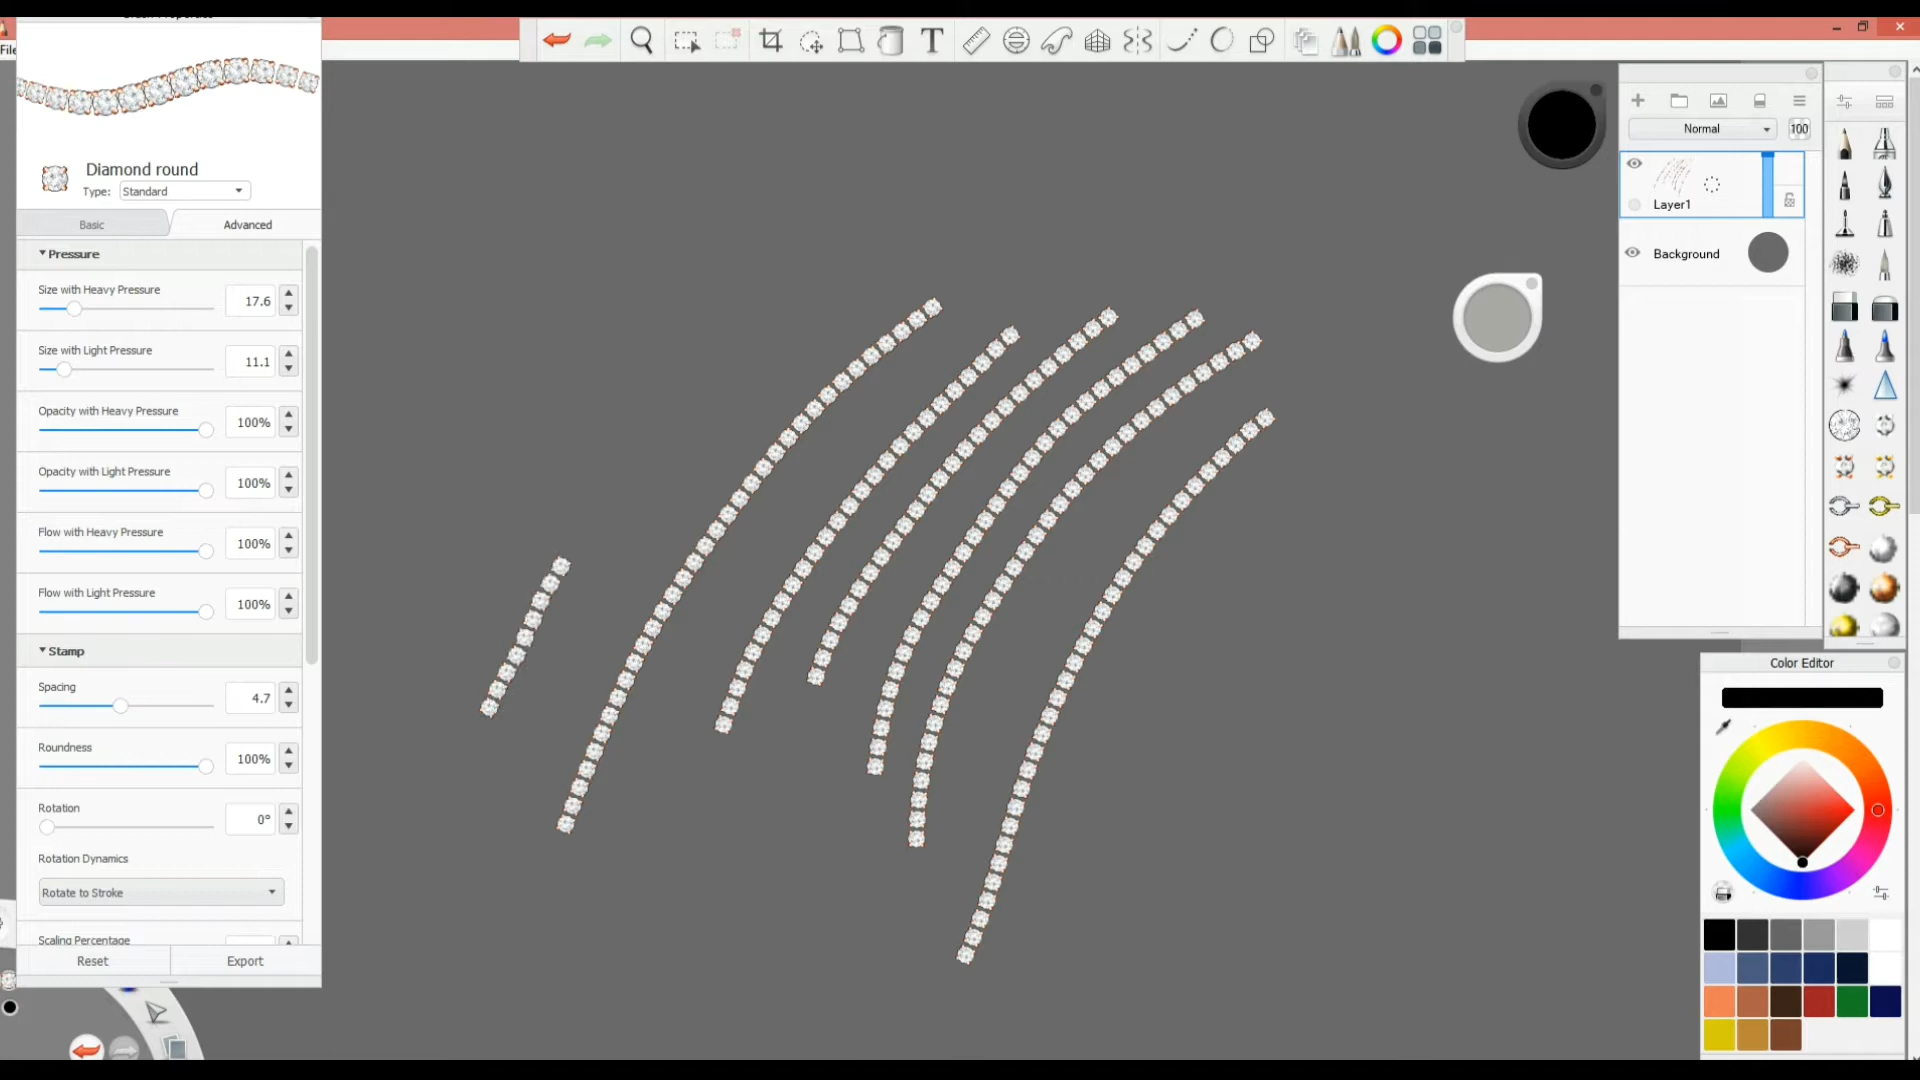 File
T
Diamond round
Type: Standard
Basic Advanced
Pressure
Size with Heavy Pressure
17.6
Size with Light Pressure
11.1
Opacity with Heavy Pressure
100%
Opacity with Light Pressure
100%
Flow with Heavy Pressure
100%
Flow with Light Pressure
100%
Stamp
Spacing
4.7
Roundness
100%
Rotation
0°
Rotation Dynamics
Rotate to Stroke
Scaling Percentage
Reset Export
Normal 100
Layer1
Background
Color Editor